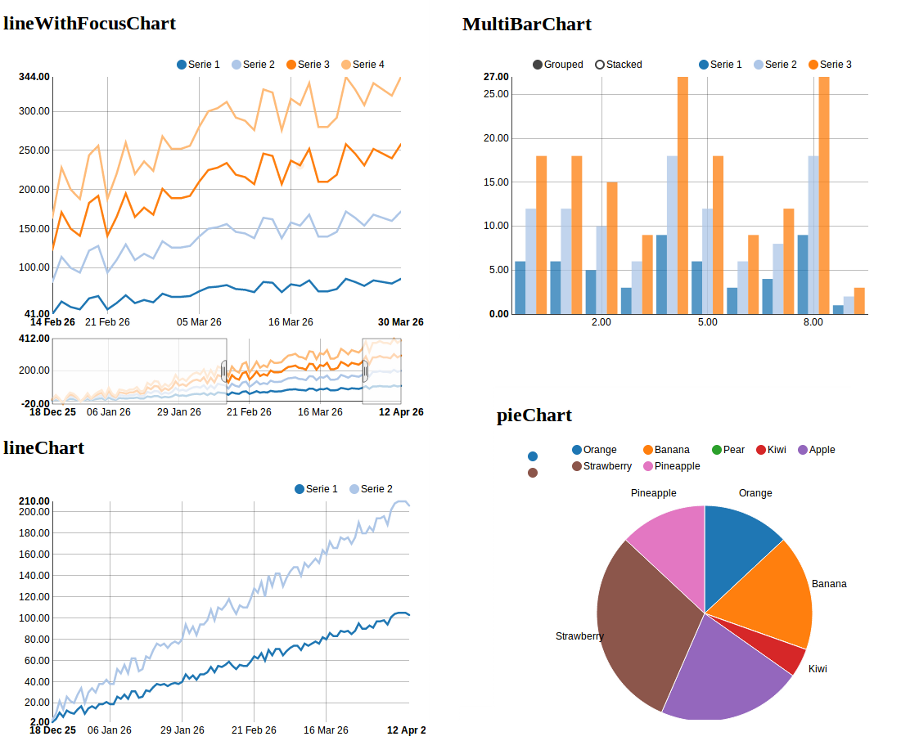 lineWithFocusChart
Serie 1 Serie 2 Serie 3 Serie 4
344.00
300.00
250.00
200.00
150.00
100.00
41.00
14 Feb 26 21 Feb 26 05 Mar 26 16 Mar 26 30 Mar 26
412.00
200.00
-20.00
18 Dec 25 06 Jan 26 29 Jan 26 21 Feb 26 16 Mar 26 12 Apr 26
MultiBarChart
Grouped Stacked Serie 1 Serie 2 Serie 3
27.00
25.00
20.00
15.00
10.00
5.00
0.00
2.00 5.00 8.00
lineChart
Serie 1 Serie 2
210.00
200.00
180.00
160.00
140.00
120.00
100.00
80.00
60.00
40.00
20.00
2.00
18 Dec 25 06 Jan 26 29 Jan 26 21 Feb 26 16 Mar 26 12 Apr 2
pieChart
Orange Banana Pear Kiwi Apple
Strawberry Pineapple
Pineapple Orange
Banana
Strawberry
Kiwi